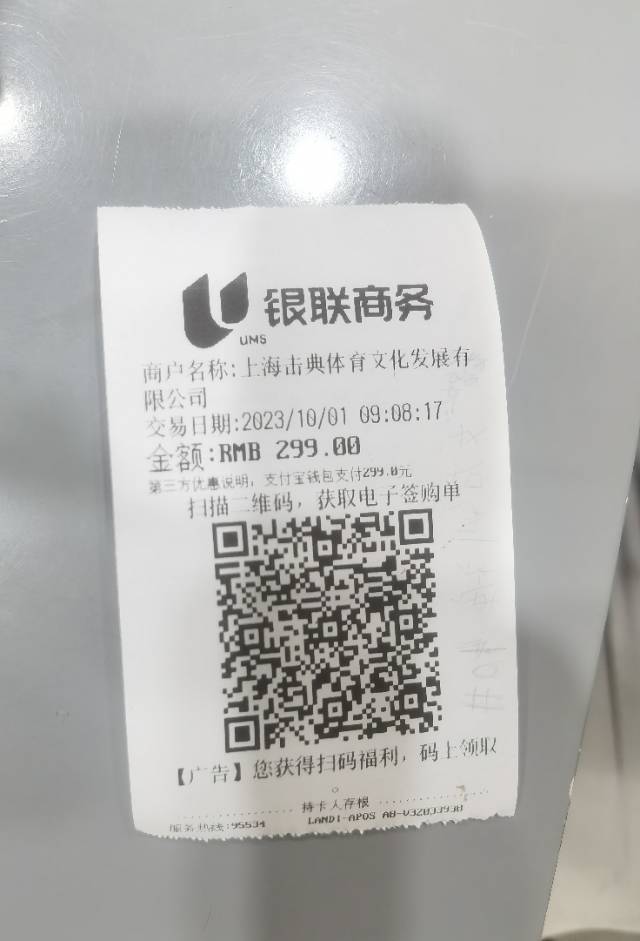 银联商务
UMS
商户名称:上海击典体育文化发展有
限公司
交易日期:2023/10/01 09:08:17
金额:RMB 299.00
第三方优惠说明，支付宝钱包支付299.0元
扫描二维码，获取电子签购单
【广告】您获得扫码福利，码上领取
持卡人存根
服务热线:95534
LANDI-APOS A8-V3Z03393B